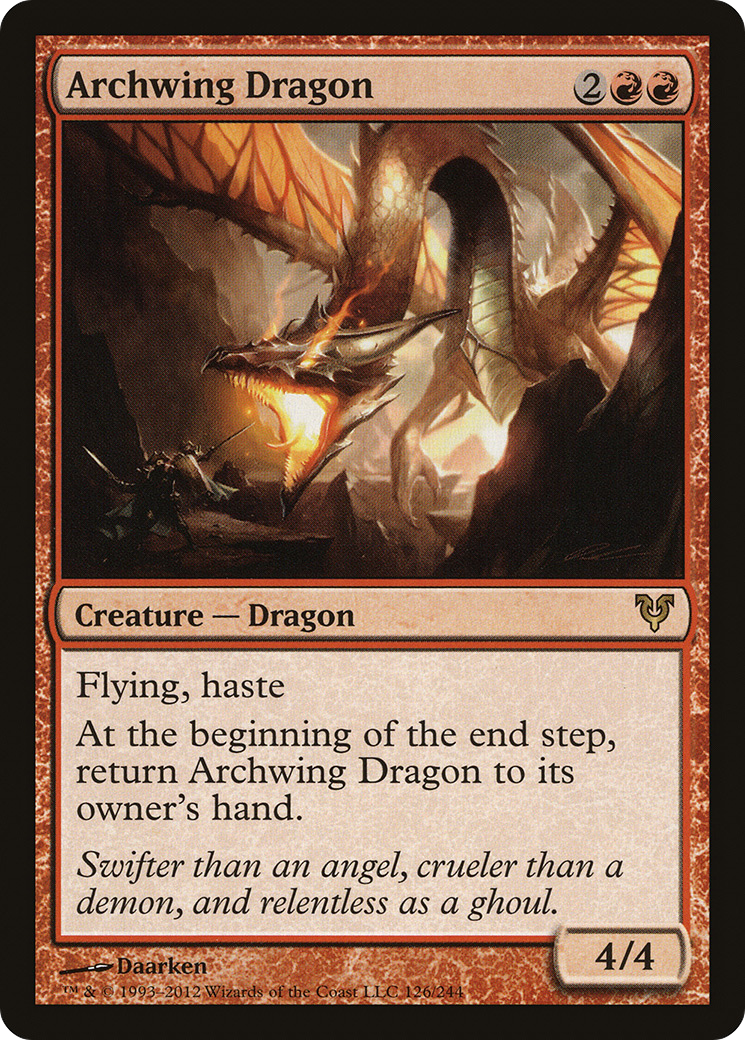 Archwing Dragon 2
Creature — Dragon
Flying, haste
At the beginning of the end step,
return Archwing Dragon to its
owner's hand.
Swifter than an angel, crueler than a
demon, and relentless as a ghoul.
4/4
Daarken
™ & © 1993–2012 Wizards of the Coast LLC 126/244